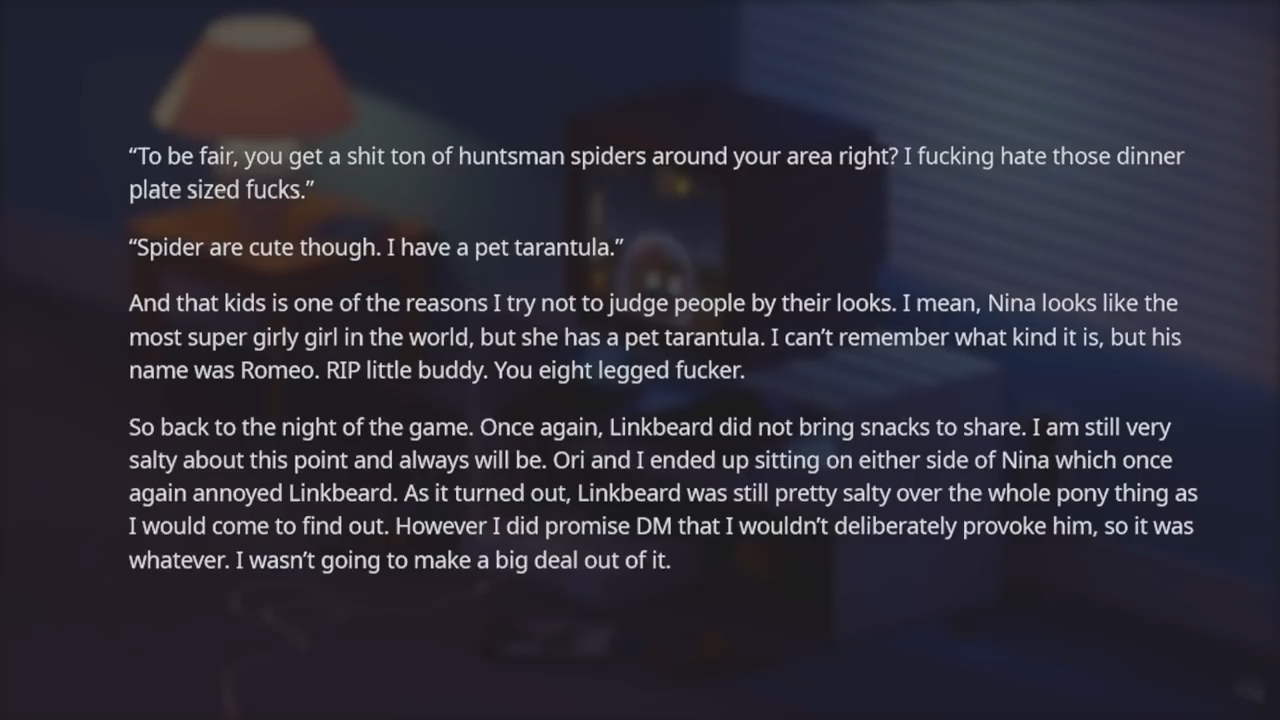 “To be fair, you get a shit ton of huntsman spiders around your area right? I fucking hate those dinner
plate sized fucks.”
“Spider are cute though. I have a pet tarantula.”
And that kids is one of the reasons I try not to judge people by their looks. I mean, Nina looks like the
most super girly girl in the world, but she has a pet tarantula. I can’t remember what kind it is, but his
name was Romeo. RIP little buddy. You eight legged fucker.
So back to the night of the game. Once again, Linkbeard did not bring snacks to share. I am still very
salty about this point and always will be. Ori and I ended up sitting on either side of Nina which once
again annoyed Linkbeard. As it turned out, Linkbeard was still pretty salty over the whole pony thing as
I would come to find out. However I did promise DM that I wouldn’t deliberately provoke him, so it was
whatever. I wasn’t going to make a big deal out of it.